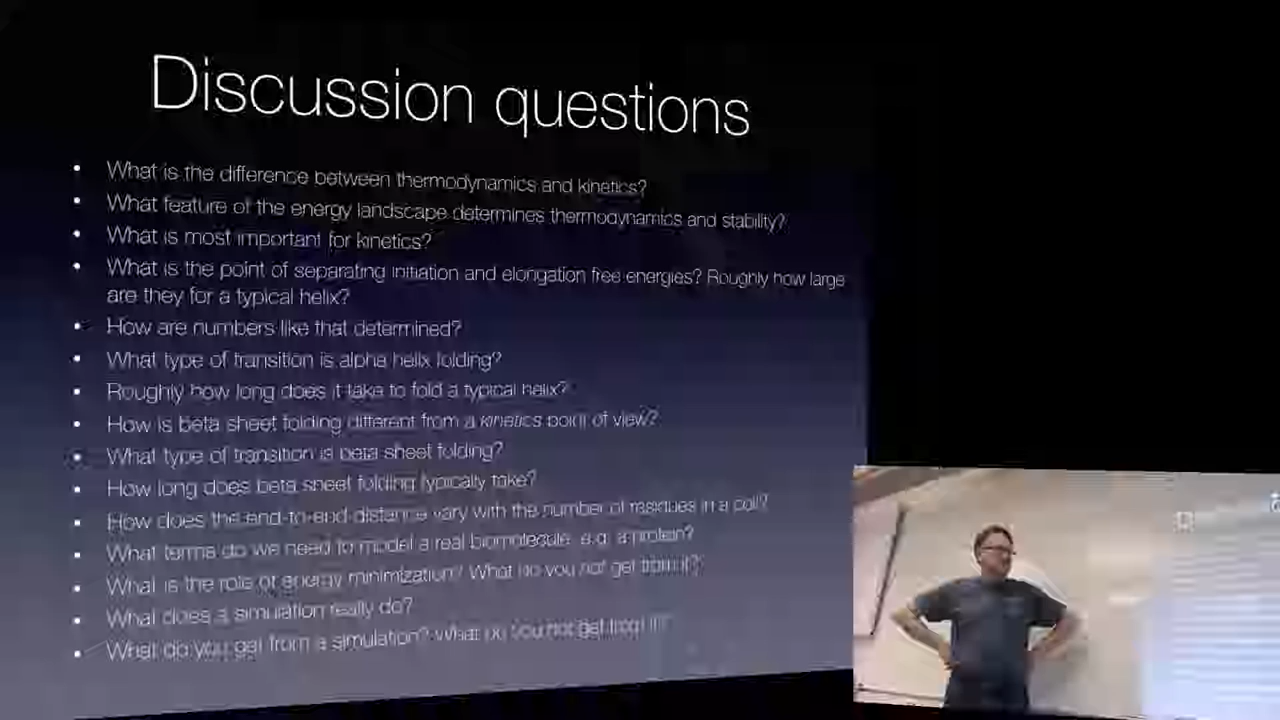 Discussion questions
• What is the difference between thermodynamics and kinetics?
• What feature of the energy landscape determines thermodynamics and stability?
• What is most important for kinetics?
• What is the point of separating initiation and elongation free energies? Roughly how large
are they for a typical helix?
• How are numbers like that determined?
• What type of transition is alpha helix folding?
• Roughly how long does it take to fold a typical helix?
• How is beta sheet folding different from a kinetics point of view?
• What type of transition is beta sheet folding?
• How long does beta sheet folding typically take?
• How does the end-to-end-distance vary with the number of residues in a coil?
• What terms do we need to model a real biomolecule, e.g. a protein?
• What is the role of energy minimization? What do you not get from it?
• What does a simulation really do?
• What do you get from a simulation? What do you not get from it?